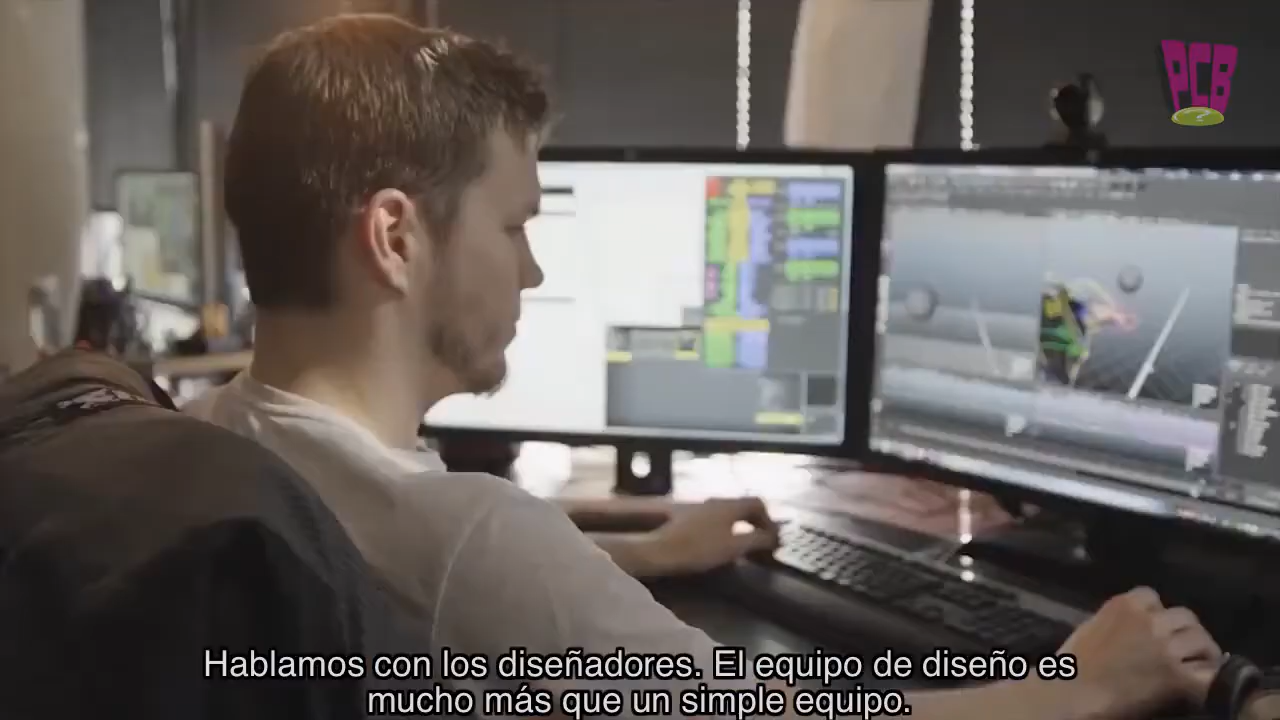 PCB
?
Hablamos con los diseñadores. El equipo de diseño es
mucho más que un simple equipo.